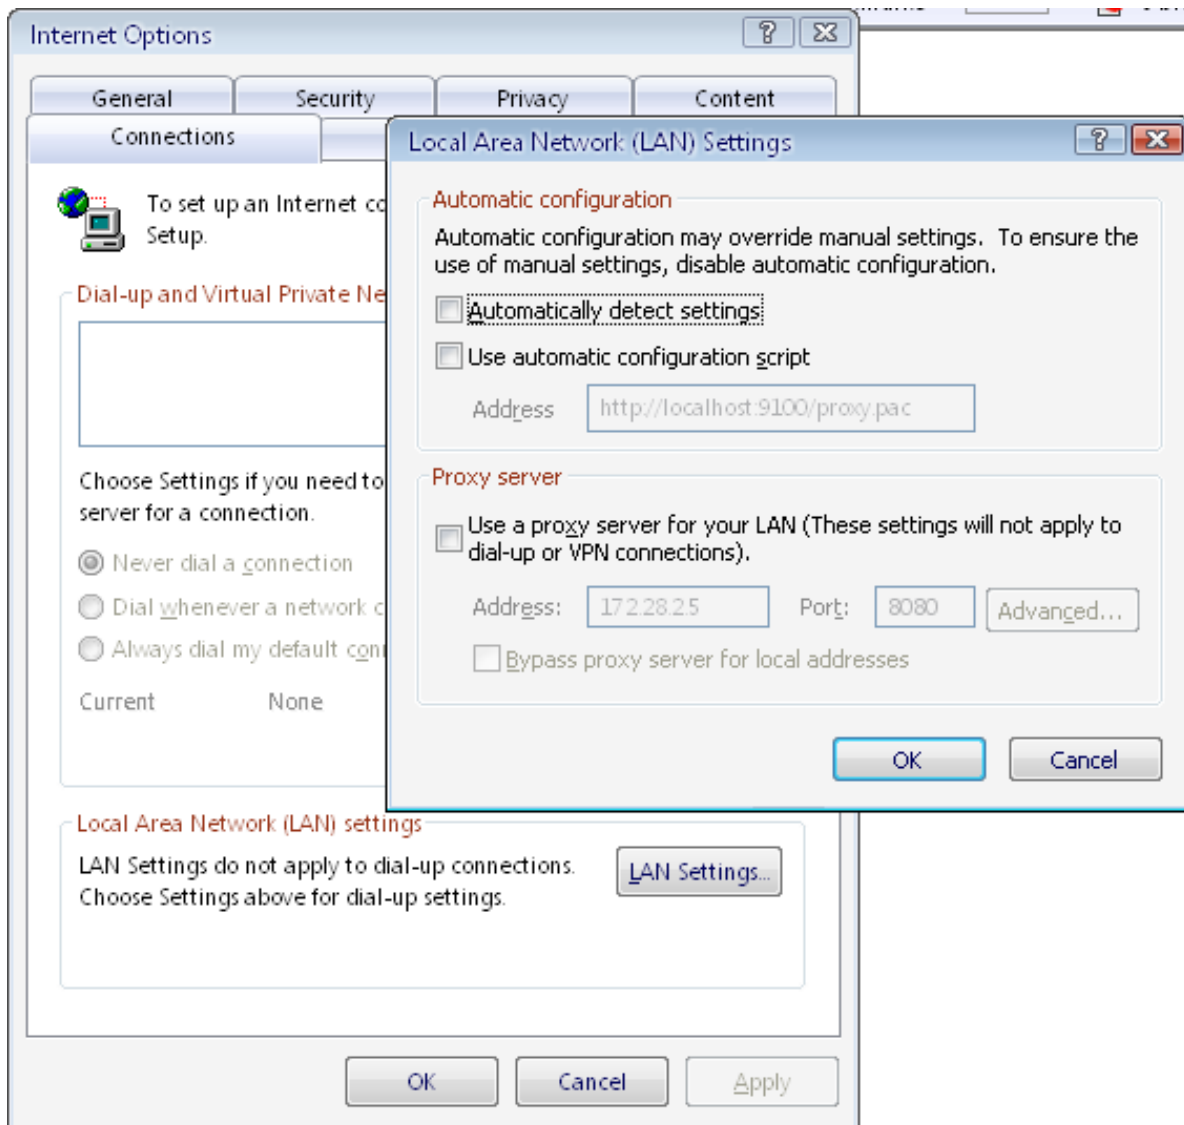 Internet Options
General Security Privacy Content
Connections
To set up an Internet co
Setup.
Dial-up and Virtual Private Ne
Choose Settings if you need to
server for a connection.
Never dial a connection
Dial whenever a network c
Always dial my default con
Current None
Local Area Network (LAN) settings
LAN Settings do not apply to dial-up connections.
Choose Settings above for dial-up settings.
LAN Settings...
OK Cancel Apply
Local Area Network (LAN) Settings
Automatic configuration
Automatic configuration may override manual settings. To ensure the
use of manual settings, disable automatic configuration.
Automatically detect settings
Use automatic configuration script
Address http://localhost:9100/proxy.pac
Proxy server
Use a proxy server for your LAN (These settings will not apply to
dial-up or VPN connections).
Address: 172.28.2.5 Port: 8080 Advanced...
Bypass proxy server for local addresses
OK Cancel